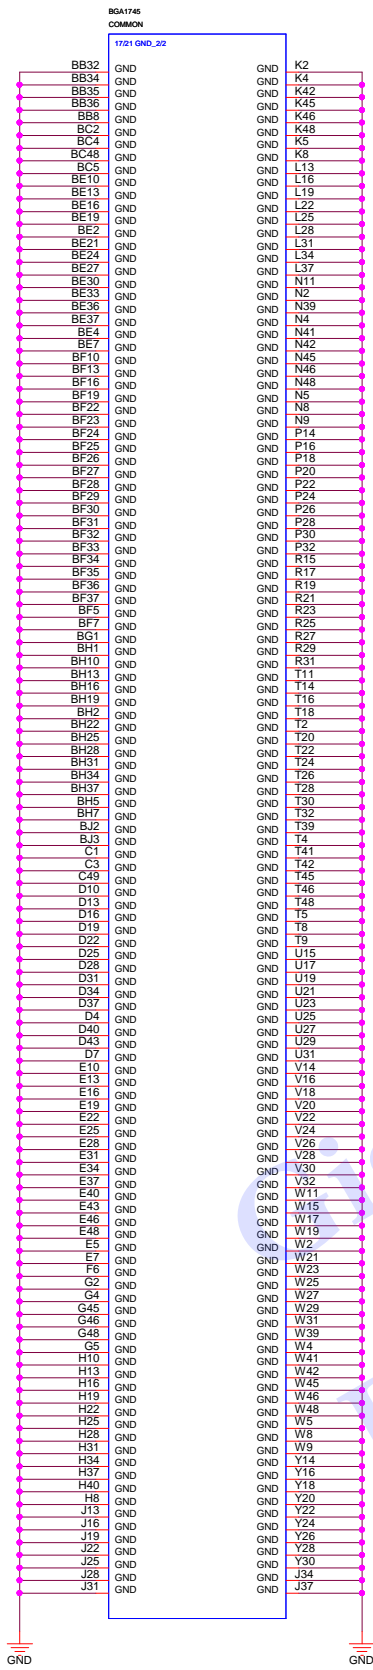 BGA1745
COMMON
17/21 GND_2/2
BB32 GND GND K2
BB34 GND GND K4
BB35 GND GND K42
BB36 GND GND K45
BB8 GND GND K46
BC2 GND GND K48
BC4 GND GND K5
BC48 GND GND K8
BC5 GND GND L13
BE10 GND GND L16
BE13 GND GND L19
BE16 GND GND L22
BE19 GND GND L25
BE2 GND GND L28
BE21 GND GND L31
BE24 GND GND L34
BE27 GND GND L37
BE30 GND GND N11
BE33 GND GND N2
BE36 GND GND N39
BE37 GND GND N4
BE4 GND GND N41
BE7 GND GND N42
BF10 GND GND N45
BF13 GND GND N46
BF16 GND GND N48
BF19 GND GND N5
BF22 GND GND N8
BF23 GND GND N9
BF24 GND GND P14
BF25 GND GND P16
BF26 GND GND P18
BF27 GND GND P20
BF28 GND GND P22
BF29 GND GND P24
BF30 GND GND P26
BF31 GND GND P28
BF32 GND GND P30
BF33 GND GND P32
BF34 GND GND R15
BF35 GND GND R17
BF36 GND GND R19
BF37 GND GND R21
BF5 GND GND R23
BF7 GND GND R25
BG1 GND GND R27
BH1 GND GND R29
BH10 GND GND R31
BH13 GND GND T11
BH16 GND GND T14
BH19 GND GND T16
BH2 GND GND T18
BH22 GND GND T2
BH25 GND GND T20
BH28 GND GND T22
BH31 GND GND T24
BH34 GND GND T26
BH37 GND GND T28
BH5 GND GND T30
BH7 GND GND T32
BJ2 GND GND T39
BJ3 GND GND T4
C1 GND GND T41
C3 GND GND T42
C49 GND GND T45
D10 GND GND T46
D13 GND GND T48
D16 GND GND T5
D19 GND GND T8
D22 GND GND T9
D25 GND GND U15
D28 GND GND U17
D31 GND GND U19
D34 GND GND U21
D37 GND GND U23
D4 GND GND U25
D40 GND GND U27
D43 GND GND U29
D7 GND GND U31
E10 GND GND V14
E13 GND GND V16
E16 GND GND V18
E19 GND GND V20
E22 GND GND V22
E25 GND GND V24
E28 GND GND V26
E31 GND GND V28
E34 GND GND V30
E37 GND GND V32
E40 GND GND W11
E43 GND GND W15
E46 GND GND W17
E48 GND GND W19
E5 GND GND W2
E7 GND GND W21
F6 GND GND W23
G2 GND GND W25
G4 GND GND W27
G45 GND GND W29
G46 GND GND W31
G48 GND GND W39
G5 GND GND W4
H10 GND GND W41
H13 GND GND W42
H16 GND GND W45
H19 GND GND W46
H22 GND GND W48
H25 GND GND W5
H28 GND GND W8
H31 GND GND W9
H34 GND GND Y14
H37 GND GND Y16
H40 GND GND Y18
H8 GND GND Y20
J13 GND GND Y22
J16 GND GND Y24
J19 GND GND Y26
J22 GND GND Y28
J25 GND GND Y30
J28 GND GND J34
J31 GND GND J37
GND GND